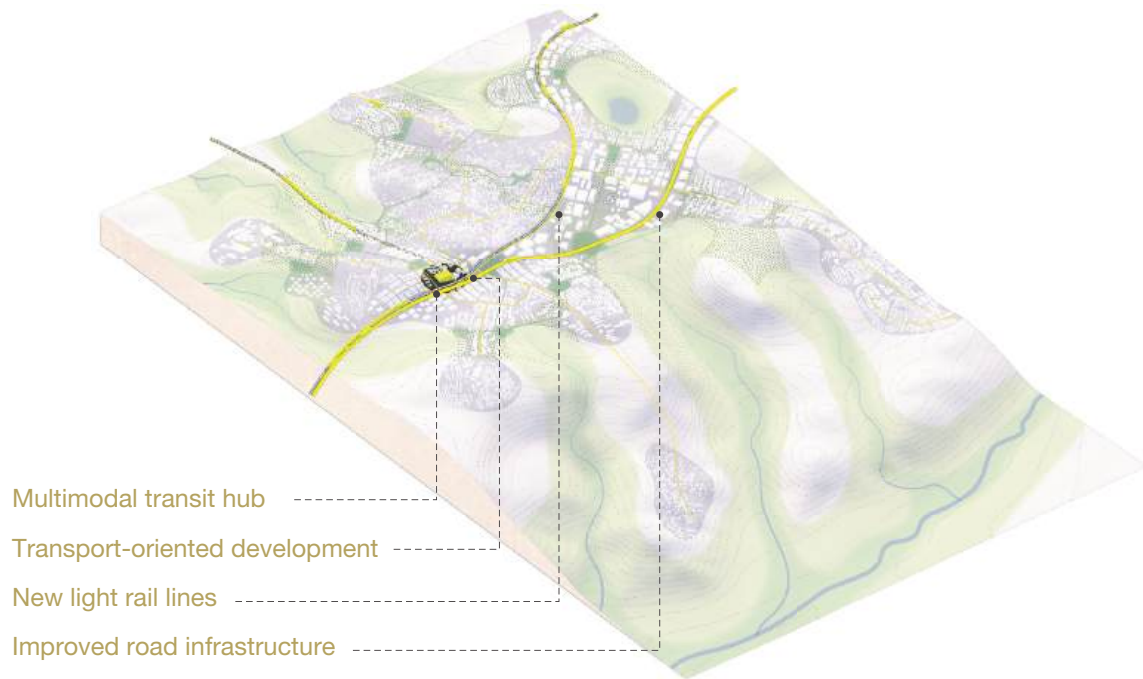 Multimodal transit hub
Transport-oriented development
New light rail lines
Improved road infrastructure